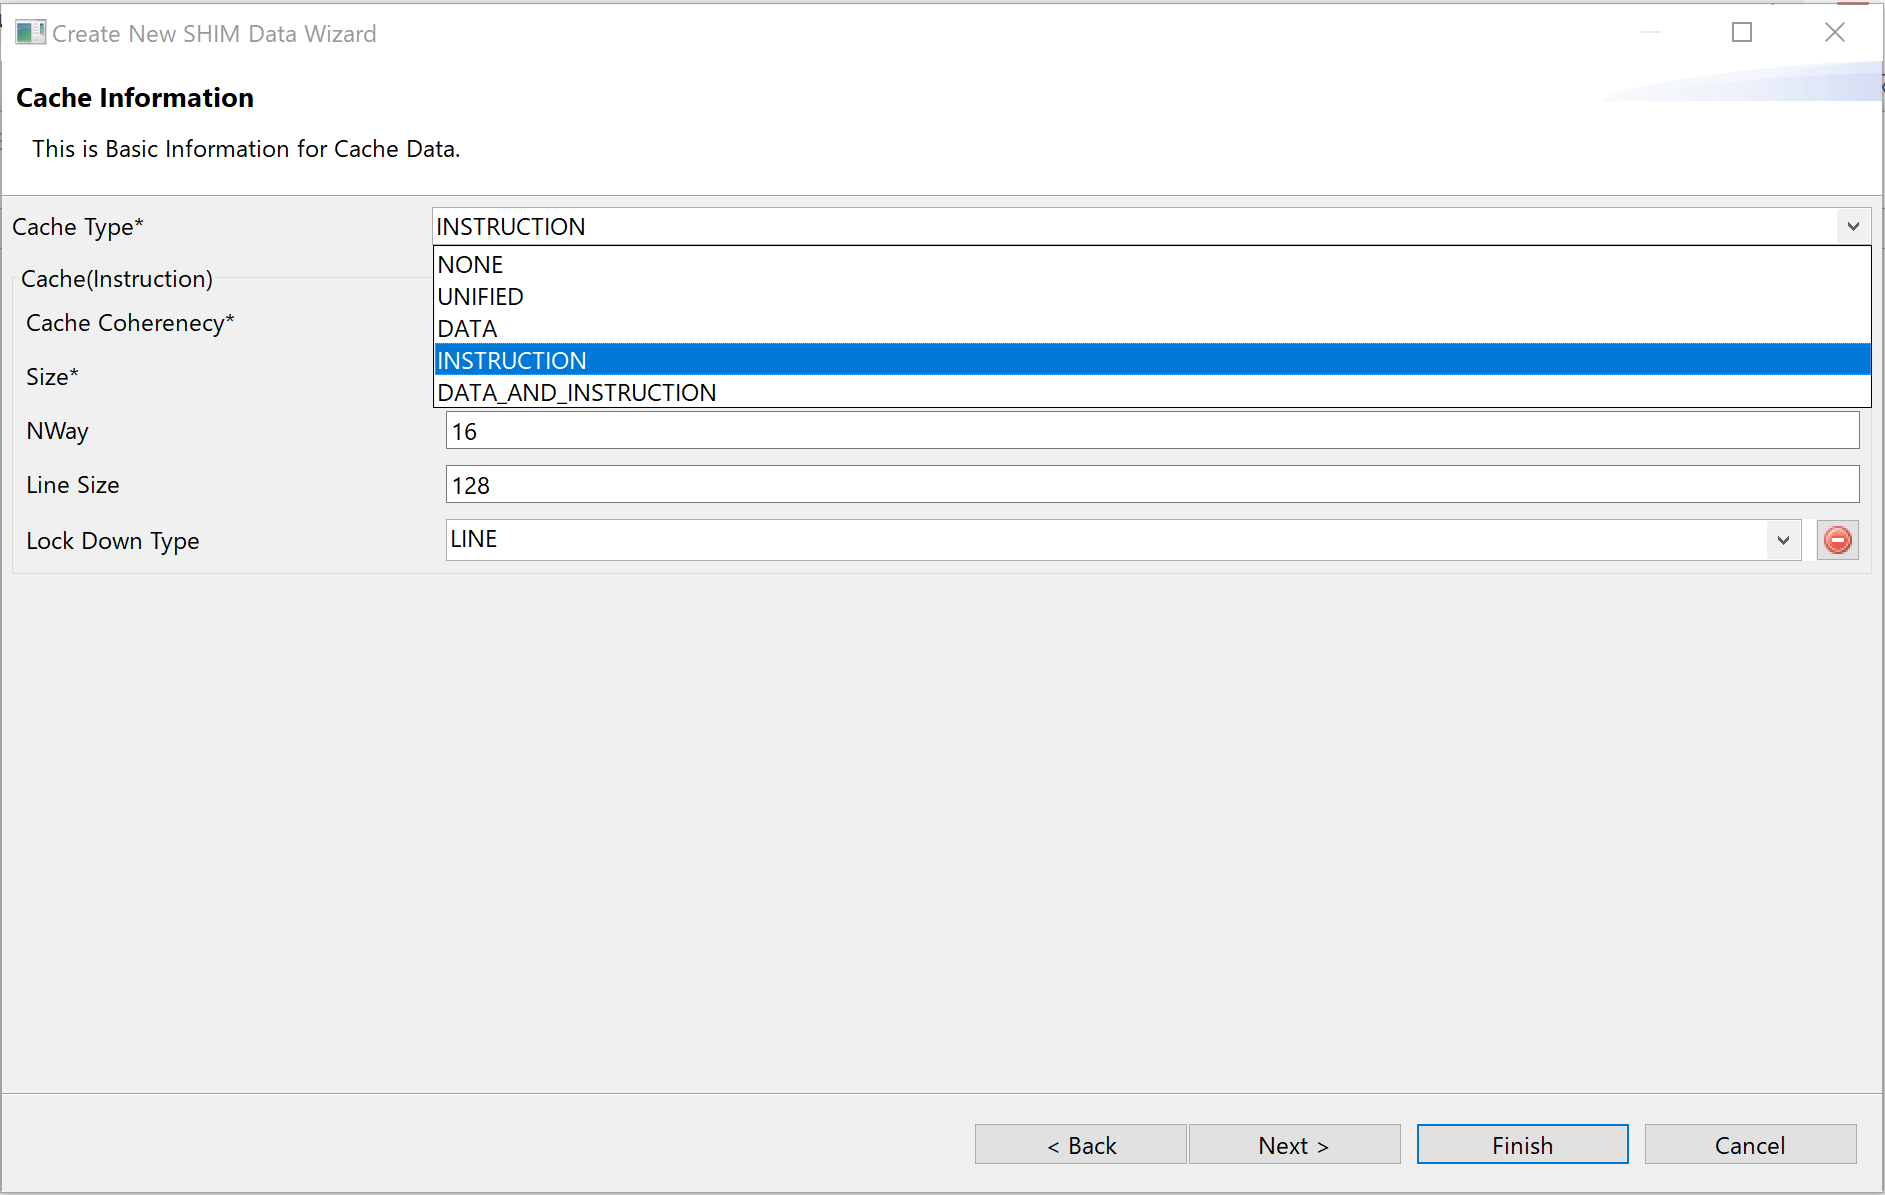 Create New SHIM Data Wizard
Cache Information
This is Basic Information for Cache Data.
Cache Type*
INSTRUCTION
NONE
UNIFIED
DATA
INSTRUCTION
DATA_AND_INSTRUCTION
Cache(Instruction)
Cache Coherenecy*
Size*
NWay
16
Line Size
128
Lock Down Type
LINE
< Back
Next >
Finish
Cancel